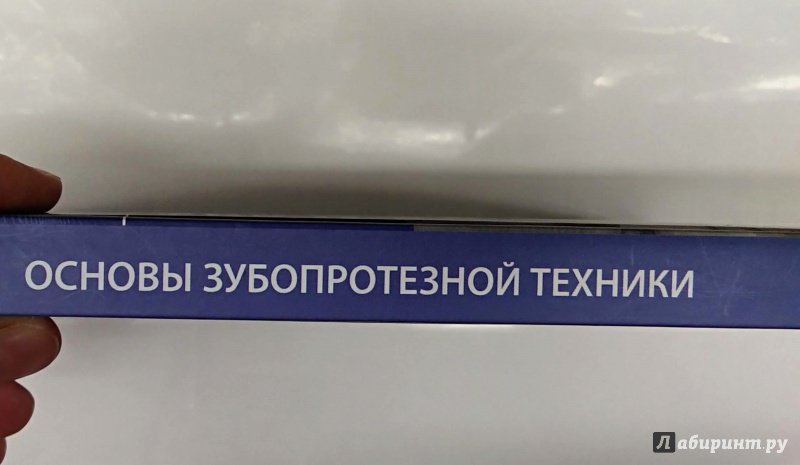 ОСНОВЫ ЗУБОПРОТЕЗНОЙ ТЕХНИКИ
Лабиринт.ру